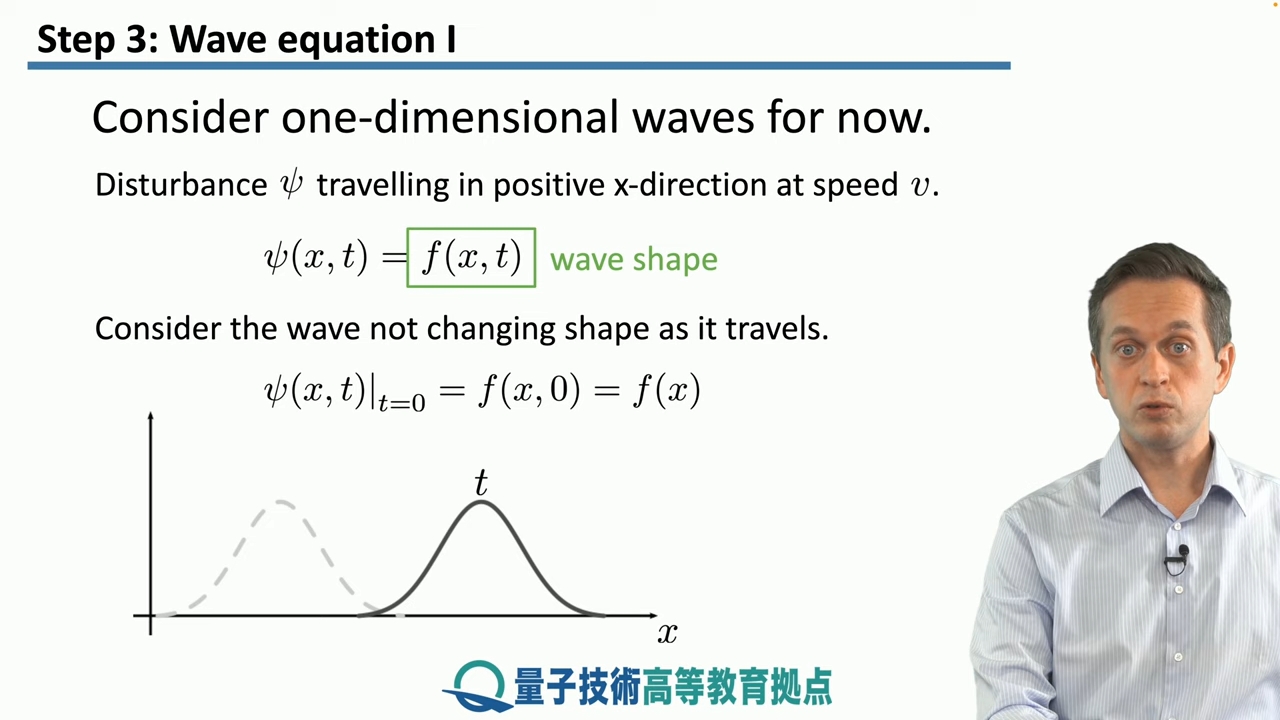 Step 3: Wave equation I
Consider one-dimensional waves for now.
Disturbance ψ travelling in positive x-direction at speed v.
ψ(x, t) = f(x, t) wave shape
Consider the wave not changing shape as it travels.
ψ(x, t)|t=0 = f(x, 0) = f(x)
t
x
量子技術高等教育拠点